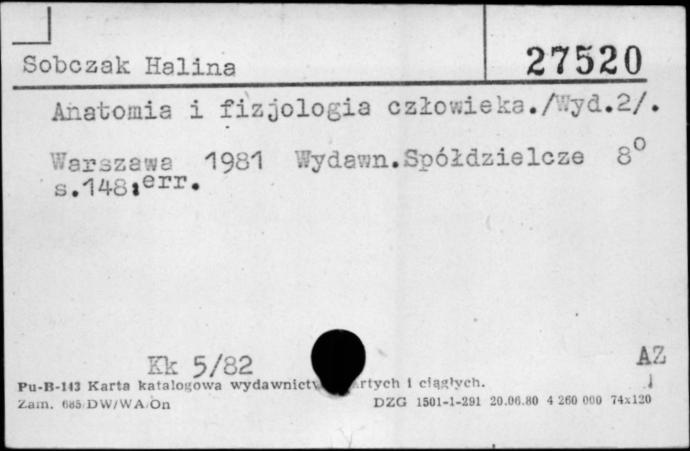 Sobczak Halina
27520
Anatomia i fizjologia człowieka./Wyd.2/.
Warszawa 1981 Wydawn.Spółdzielcze 8°
s.148,err.
Kk 5/82
AZ
Pu-B-143 Karta katalogowa wydawnictw zwartych i ciągłych.
Zam. 685/DW/WA/On
DZG 1501-1-291 20.06.80 4 260 000 74x120